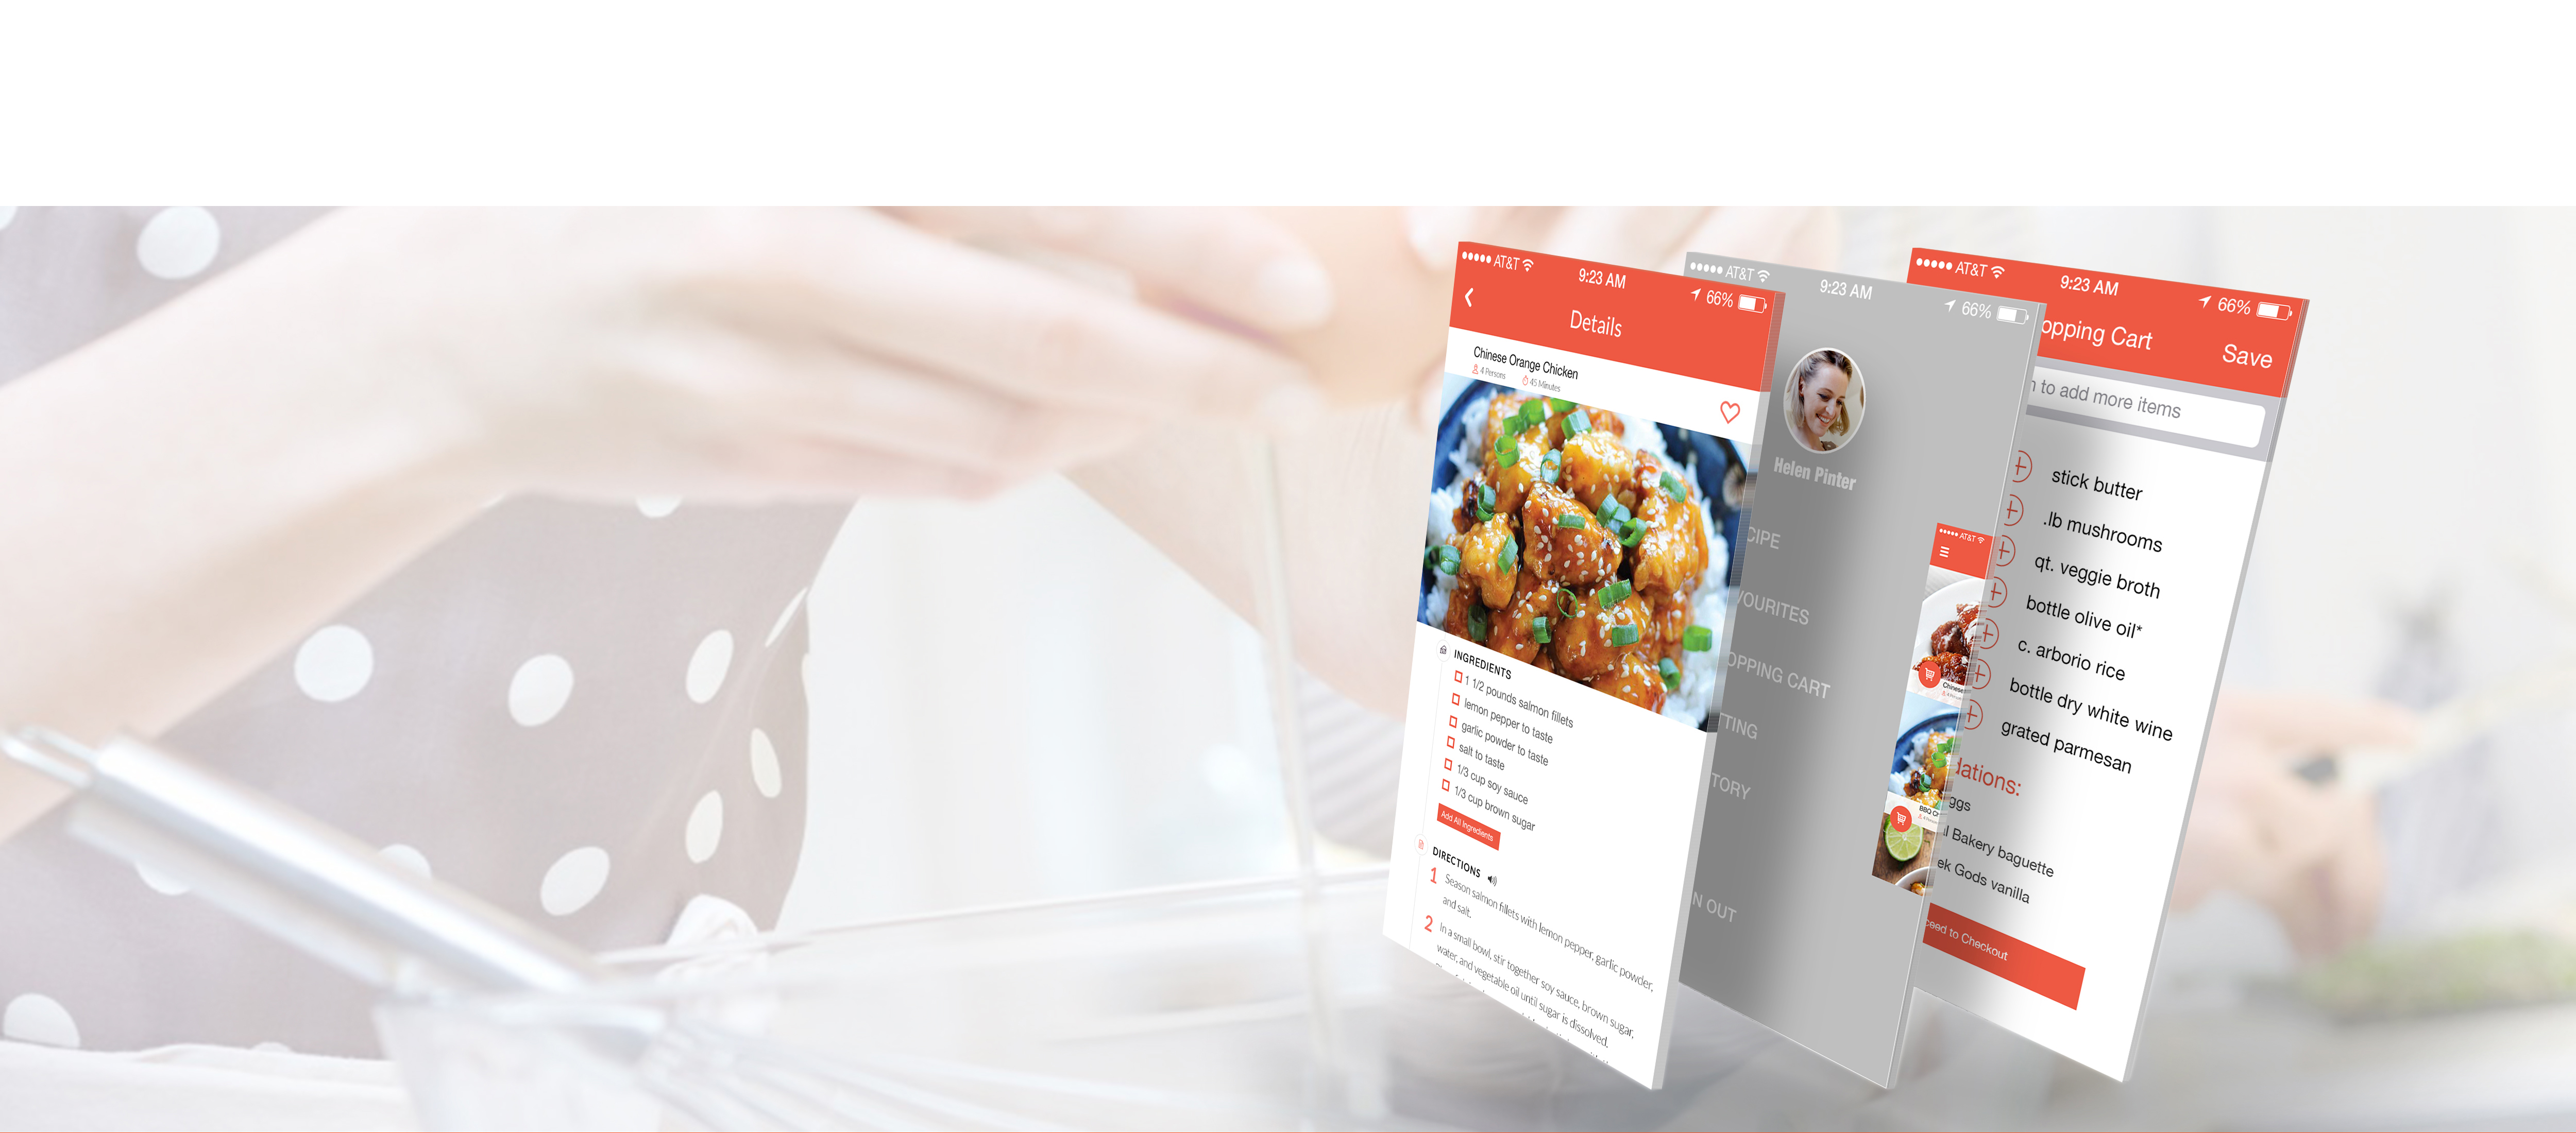 AT&T 9:23 AM 66%
Details
Chinese Orange Chicken
4 Persons 45 Minutes
INGREDIENTS
1 1/2 pounds salmon fillets
lemon pepper to taste
garlic powder to taste
salt to taste
1/3 cup soy sauce
1/3 cup brown sugar
Add All Ingredients
DIRECTIONS
1 Season salmon fillets with lemon pepper, garlic powder,
and salt.
2 In a small bowl, stir together soy sauce, brown sugar,
water, and vegetable oil until sugar is dissolved.
AT&T 9:23 AM 66%
Helen Pinter
CIPE
VOURITES
OPPING CART
TTING
TORY
N OUT
AT&T
Chinese
BBQ C
AT&T 9:23 AM 66%
opping Cart
Save
to add more items
stick butter
.lb mushrooms
qt. veggie broth
bottle olive oil*
c. arborio rice
bottle dry white wine
grated parmesan
dations:
ggs
l Bakery baguette
ek Gods vanilla
ceed to Checkout